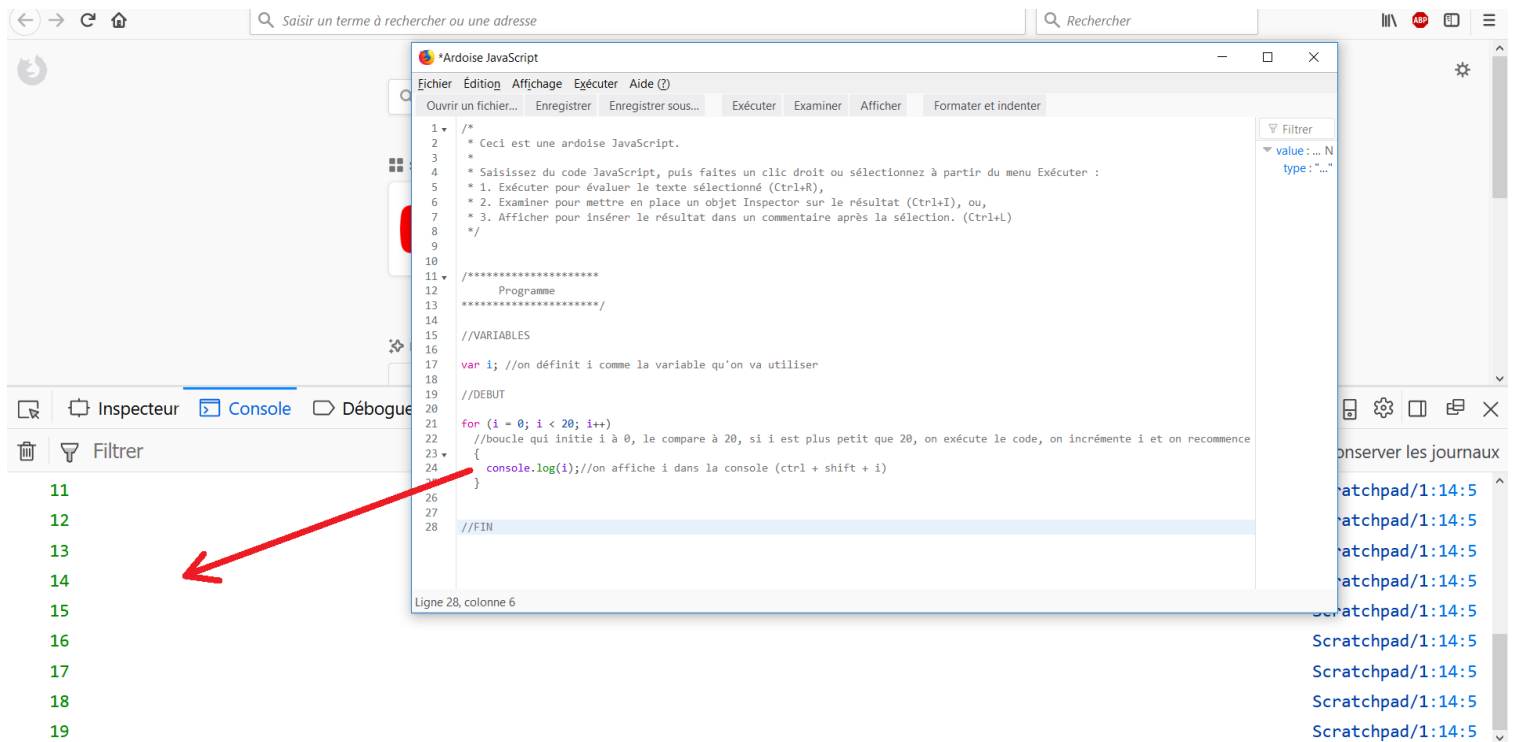 Saisir un terme à rechercher ou une adresse
Rechercher
ABP
*Ardoise JavaScript
Fichier Édition Affichage Exécuter Aide (?)
Ouvrir un fichier... Enregistrer Enregistrer sous... Exécuter Examiner Afficher Formater et indenter
1 /*
2 * Ceci est une ardoise JavaScript.
3 *
4 * Saisissez du code JavaScript, puis faites un clic droit ou sélectionnez à partir du menu Exécuter :
5 * 1. Exécuter pour évaluer le texte sélectionné (Ctrl+R),
6 * 2. Examiner pour mettre en place un objet Inspector sur le résultat (Ctrl+I), ou,
7 * 3. Afficher pour insérer le résultat dans un commentaire après la sélection. (Ctrl+L)
8 */
9
10
11 /*********************
12 Programme
13 **********************/
14
15 //VARIABLES
16
17 var i; //on définit i comme la variable qu'on va utiliser
18
19 //DEBUT
20
21 for (i = 0; i < 20; i++)
22 //boucle qui initie i à 0, le compare à 20, si i est plus petit que 20, on exécute le code, on incrémente i et on recommence
23 {
24 console.log(i);//on affiche i dans la console (ctrl + shift + i)
}
26
27
28 //FIN
Filtrer
value : ... N
type : "..."
Ligne 28, colonne 6
Inspecteur Console Débogue
Filtrer
onserver les journaux
11 ratchpad/1:14:5
12 ratchpad/1:14:5
13 ratchpad/1:14:5
14 ratchpad/1:14:5
15 ratchpad/1:14:5
16 Scratchpad/1:14:5
17 Scratchpad/1:14:5
18 Scratchpad/1:14:5
19 Scratchpad/1:14:5